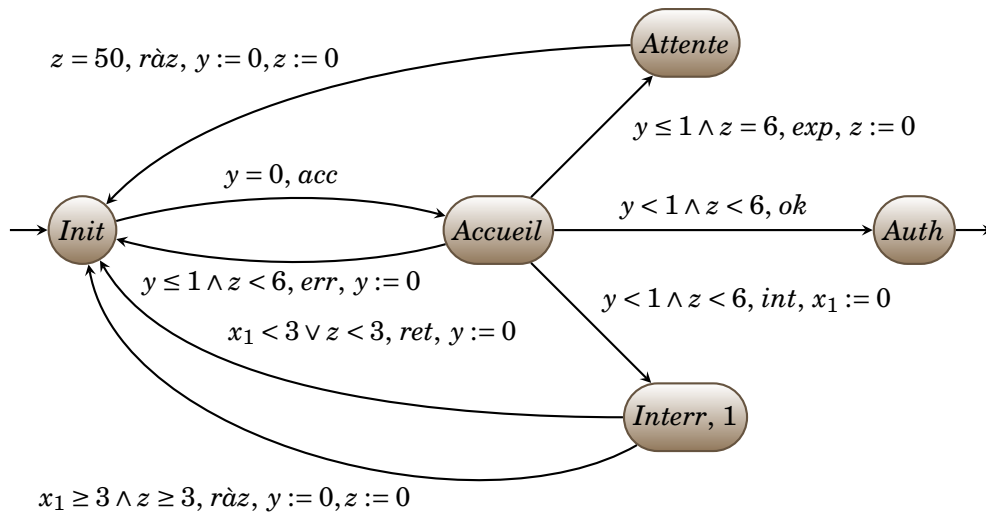 Attente
z = 50, ràz, y := 0, z := 0
y ≤ 1 ∧ z = 6, exp, z := 0
y = 0, acc
y < 1 ∧ z < 6, ok
Init
Accueil
Auth
y ≤ 1 ∧ z < 6, err, y := 0
y < 1 ∧ z < 6, int, x₁ := 0
x₁ < 3 ∨ z < 3, ret, y := 0
Interr, 1
x₁ ≥ 3 ∧ z ≥ 3, ràz, y := 0, z := 0